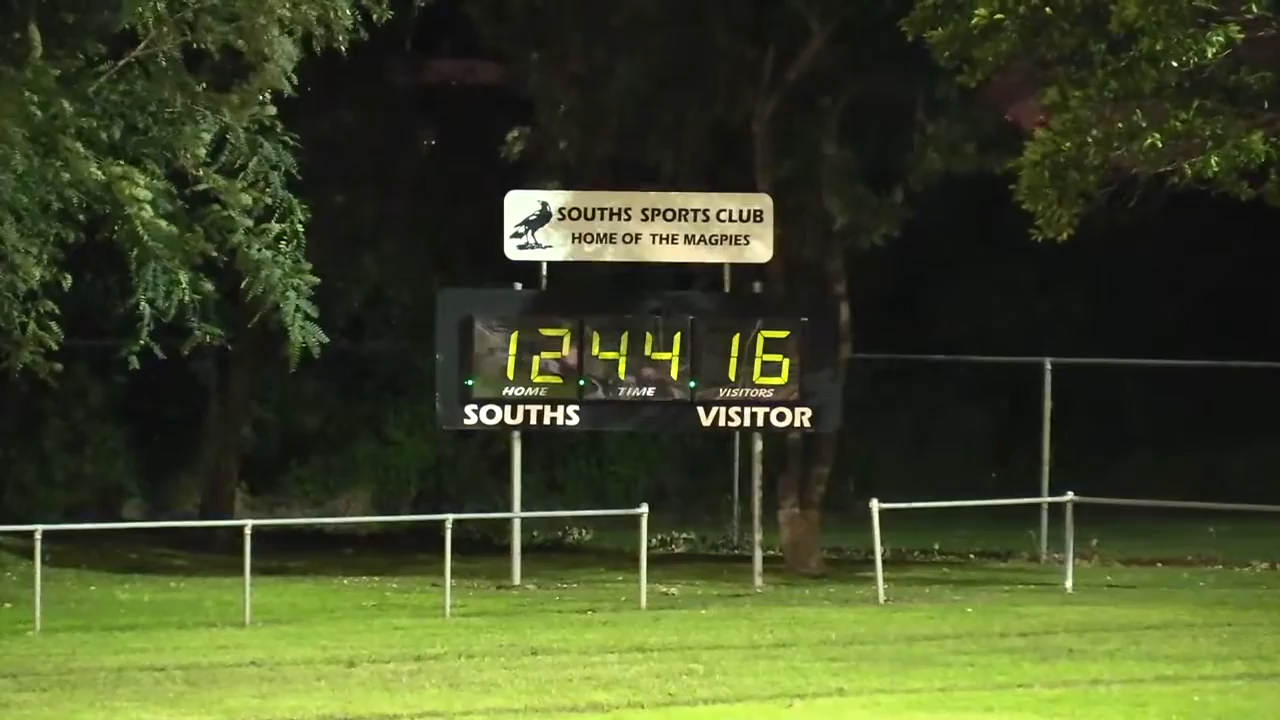 SOUTHS SPORTS CLUB
HOME OF THE MAGPIES
12 44 16
HOME TIME VISITORS
SOUTHS VISITOR